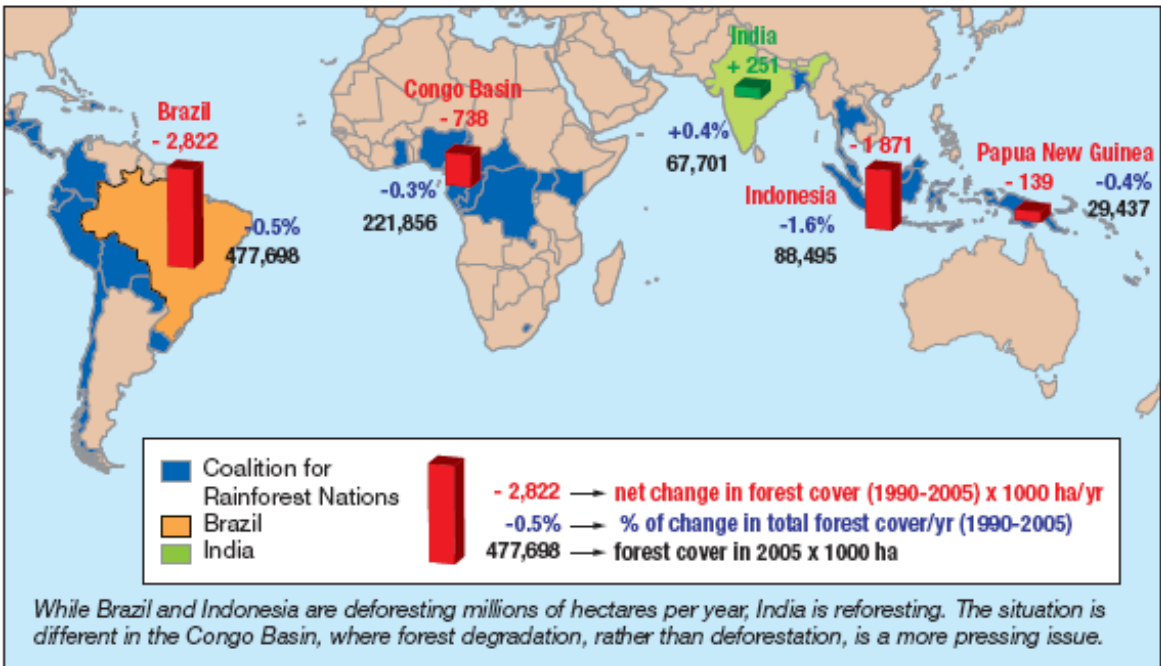 Brazil
- 2,822
-0.5%
477,698
Congo Basin
- 738
-0.3%
221,856
India
+ 251
+0.4%
67,701
- 1 871
Indonesia
-1.6%
88,495
Papua New Guinea
- 139
-0.4%
29,437
Coalition for
Rainforest Nations
Brazil
India
- 2,822 → net change in forest cover (1990-2005) x 1000 ha/yr
-0.5% → % of change in total forest cover/yr (1990-2005)
477,698 → forest cover in 2005 x 1000 ha
While Brazil and Indonesia are deforesting millions of hectares per year, India is reforesting. The situation is
different in the Congo Basin, where forest degradation, rather than deforestation, is a more pressing issue.